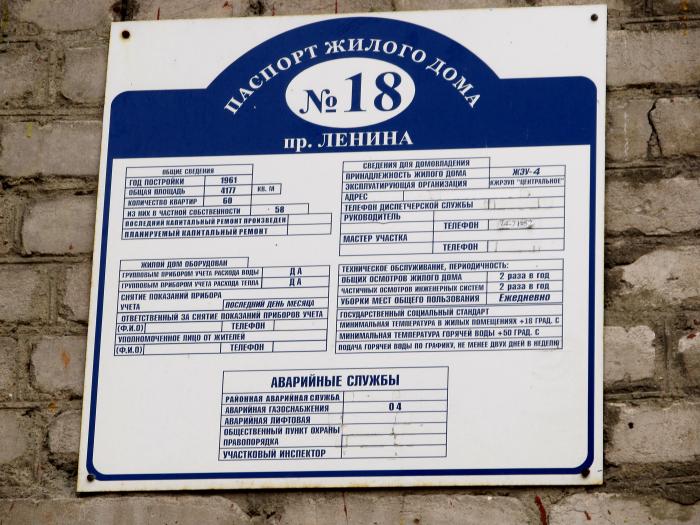 ПАСПОРТ ЖИЛОГО ДОМА
№18
пр. ЛЕНИНА
ОБЩИЕ СВЕДЕНИЯ
ГОД ПОСТРОЙКИ 1961
ОБЩАЯ ПЛОЩАДЬ 4177 КВ. М
КОЛИЧЕСТВО КВАРТИР 60
ИЗ НИХ В ЧАСТНОЙ СОБСТВЕННОСТИ 58
ПОСЛЕДНИЙ КАПИТАЛЬНЫЙ РЕМОНТ ПРОИЗВЕДЕН
ПЛАНИРУЕМЫЙ КАПИТАЛЬНЫЙ РЕМОНТ
СВЕДЕНИЯ ДЛЯ ДОМОВЛАДЕНИЯ
ПРИНАДЛЕЖНОСТЬ ЖИЛОГО ДОМА ЖЭУ-4
ЭКСПЛУАТИРУЮЩАЯ ОРГАНИЗАЦИЯ КЖРЭУП "ЦЕНТРАЛЬНОЕ"
АДРЕС
ТЕЛЕФОН ДИСПЕТЧЕРСКОЙ СЛУЖБЫ
РУКОВОДИТЕЛЬ
ТЕЛЕФОН
МАСТЕР УЧАСТКА
ТЕЛЕФОН
ЖИЛОЙ ДОМ ОБОРУДОВАН
ГРУППОВЫМ ПРИБОРОМ УЧЕТА РАСХОДА ВОДЫ ДА
ГРУППОВЫМ ПРИБОРОМ УЧЕТА РАСХОДА ТЕПЛА ДА
СНЯТИЕ ПОКАЗАНИЙ ПРИБОРА
УЧЕТА ПОСЛЕДНИЙ ДЕНЬ МЕСЯЦА
ОТВЕТСТВЕННЫЙ ЗА СНЯТИЕ ПОКАЗАНИЙ ПРИБОРОВ УЧЕТА
(Ф.И.О) ТЕЛЕФОН
УПОЛНОМОЧЕННОЕ ЛИЦО ОТ ЖИТЕЛЕЙ
(Ф.И.О) ТЕЛЕФОН
ТЕХНИЧЕСКОЕ ОБСЛУЖИВАНИЕ, ПЕРИОДИЧНОСТЬ:
ОБЩИХ ОСМОТРОВ ЖИЛОГО ДОМА 2 раза в год
ЧАСТИЧНЫХ ОСМОТРОВ ИНЖЕНЕРНЫХ СИСТЕМ 2 раза в год
УБОРКИ МЕСТ ОБЩЕГО ПОЛЬЗОВАНИЯ Ежедневно
ГОСУДАРСТВЕННЫЙ СОЦИАЛЬНЫЙ СТАНДАРТ
МИНИМАЛЬНАЯ ТЕМПЕРАТУРА В ЖИЛЫХ ПОМЕЩЕНИЯХ +18 ГРАД. С
МИНИМАЛЬНАЯ ТЕМПЕРАТУРА ГОРЯЧЕЙ ВОДЫ +50 ГРАД. С
ПОДАЧА ГОРЯЧЕЙ ВОДЫ ПО ГРАФИКУ, НЕ МЕНЕЕ ДВУХ ДНЕЙ В НЕДЕЛЮ
АВАРИЙНЫЕ СЛУЖБЫ
РАЙОННАЯ АВАРИЙНАЯ СЛУЖБА
АВАРИЙНАЯ ГАЗОСНАБЖЕНИЯ 04
АВАРИЙНАЯ ЛИФТОВАЯ
ОБЩЕСТВЕННЫЙ ПУНКТ ОХРАНЫ
ПРАВОПОРЯДКА
УЧАСТКОВЫЙ ИНСПЕКТОР